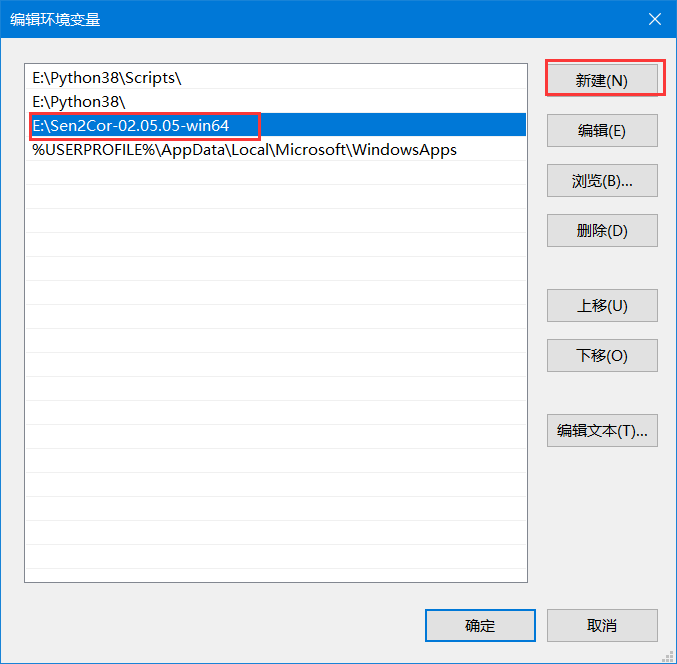 编辑环境变量
E:\Python38\Scripts\
E:\Python38\
E:\Sen2Cor-02.05.05-win64
%USERPROFILE%\AppData\Local\Microsoft\WindowsApps
新建(N)
编辑(E)
浏览(B)...
删除(D)
上移(U)
下移(O)
编辑文本(T)...
确定
取消